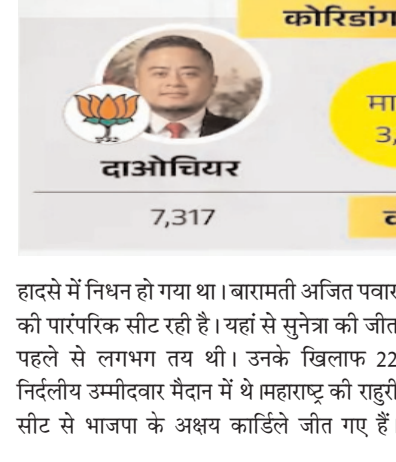 कोरिडांग
मा
3,
दाओचियर
7,317
हादसे में निधन हो गया था। बारामती अजित पवार
की पारंपरिक सीट रही है। यहां से सुनेत्रा की जीत
पहले से लगभग तय थी। उनके खिलाफ 22
निर्दलीय उम्मीदवार मैदान में थे।महाराष्ट्र की राहुरी
सीट से भाजपा के अक्षय कार्डिले जीत गए हैं।